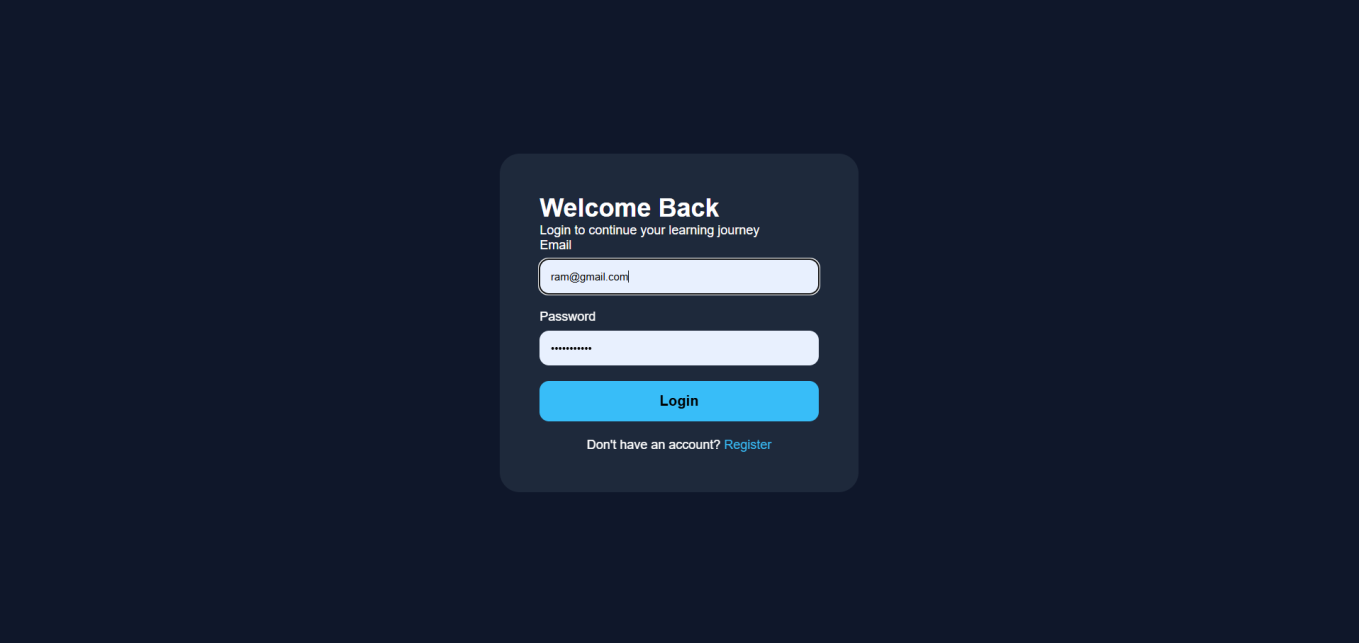 Welcome Back
Login to continue your learning journey
Email
ram@gmail.com
Password
•••••••••••
Login
Don't have an account? Register